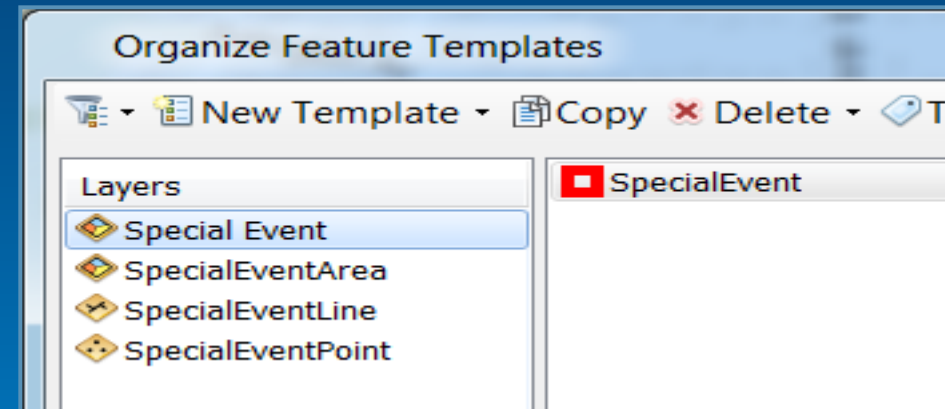 Organize Feature Templates
New Template Copy Delete T
Layers
SpecialEvent
Special Event
SpecialEventArea
SpecialEventLine
SpecialEventPoint